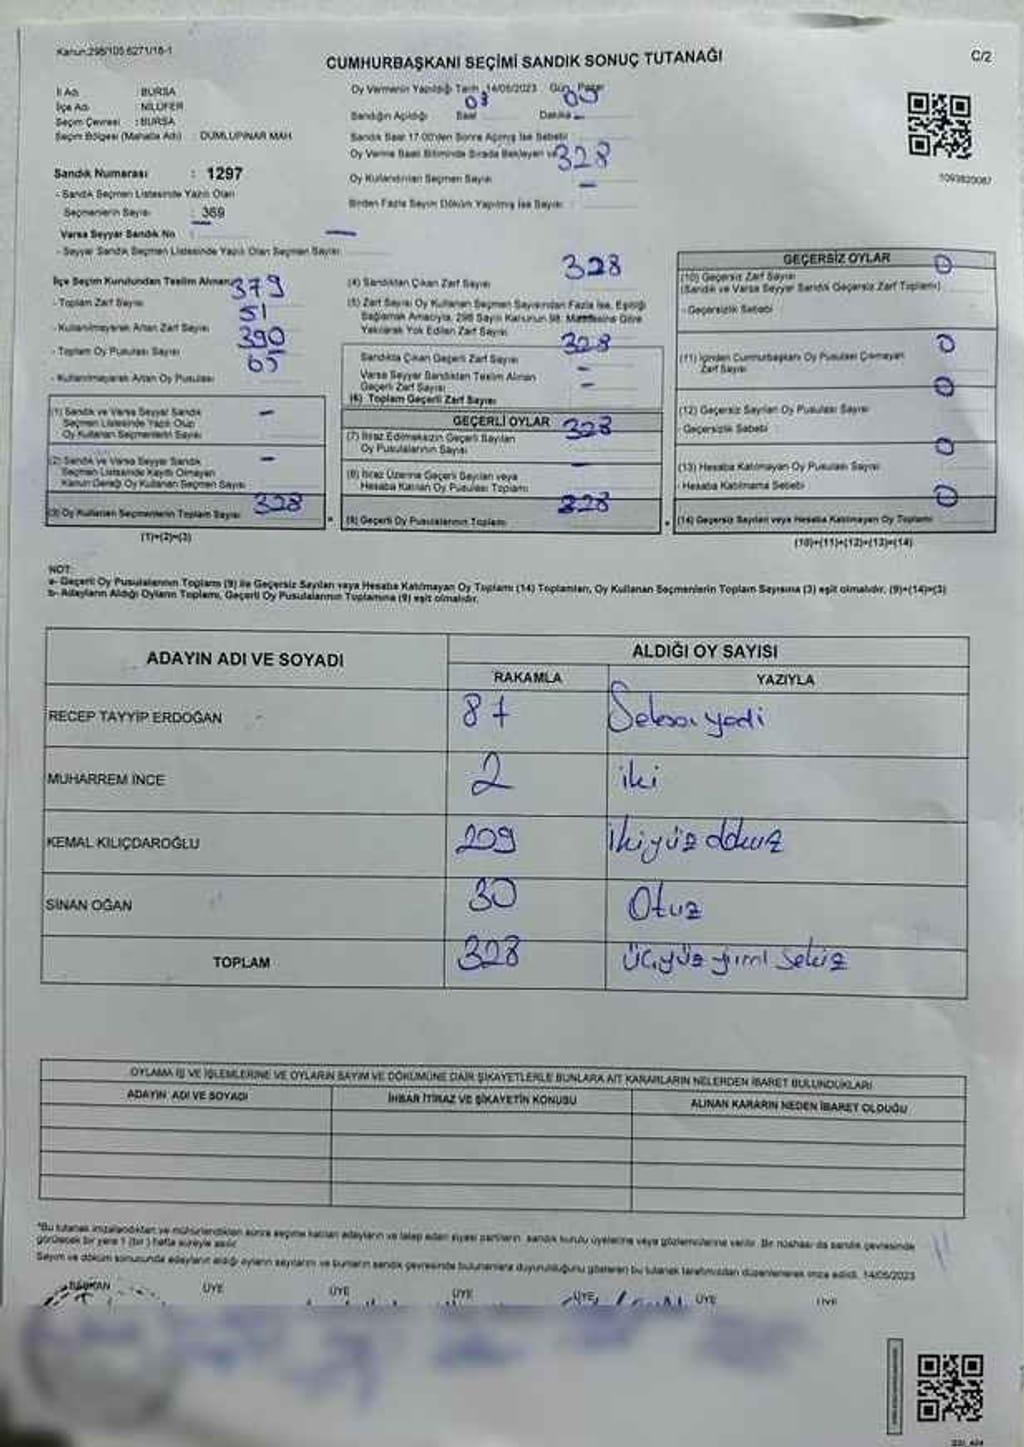 Kanun:298/105 6271/18-1
CUMHURBAŞKANI SEÇİMİ SANDIK SONUÇ TUTANAĞI
C/2
İl Adı : BURSA
İlçe Adı : NİLÜFER
Seçim Çevresi : BURSA
Seçim Bölgesi (Mahalle Adı) : DUMLUPINAR MAH.
Oy Vermenin Yapıldığı Tarih 14/05/2023 Gün Pazar
Sandığın Açıldığı Saat Dakika
Sandık Saat 17.00'den Sonra Açılmış İse Sebebi
Oy Verme Saati Bitiminde Sırada Bekleyen 328
Oy Kullandırılan Seçmen Sayısı –
Birden Fazla Sayım Döküm Yapılmış İse Sayısı:
1093820087
Sandık Numarası : 1297
- Sandık Seçmen Listesinde Yazılı Olan
Seçmenlerin Sayısı : 369
Varsa Seyyar Sandık No –
- Seyyar Sandık Seçmen Listesinde Yazılı Olan Seçmen Sayısı
İlçe Seçim Kurulundan Teslim Alınan 379
- Toplam Zarf Sayısı 51
- Kullanılmayarak Artan Zarf Sayısı 390
- Toplam Oy Pusulası Sayısı 65
- Kullanılmayarak Artan Oy Pusulası
(1) Sandık ve Varsa Seyyar Sandık –
Seçmen Listesinde Yazılı Olup
Oy Kullanan Seçmenlerin Sayısı
(2) Sandık ve Varsa Seyyar Sandık –
Seçmen Listesinde Kayıtlı Olmayan
Kanun Gereği Oy Kullanan Seçmen Sayısı
(3) Oy Kullanan Seçmenlerin Toplam Sayısı 328
(1)+(2)=(3)
(4) Sandıktan Çıkan Zarf Sayısı 328
(5) Zarf Sayısı Oy Kullanan Seçmen Sayısından Fazla İse, Eşitliği
Sağlamak Amacıyla, 298 Sayılı Kanunun 98. Maddesine Göre
Yakılarak Yok Edilen Zarf Sayısı
Sandıkta Çıkan Geçerli Zarf Sayısı 328
Varsa Seyyar Sandıktan Teslim Alınan –
Geçerli Zarf Sayısı –
(6) Toplam Geçerli Zarf Sayısı
GEÇERLİ OYLAR
(7) İtiraz Edilmeksizin Geçerli Sayılan 328
Oy Pusulalarının Sayısı
(8) İtiraz Üzerine Geçerli Sayılan veya –
Hesaba Katılan Oy Pusulası Toplamı
(9) Geçerli Oy Pusulalarının Toplamı 328
GEÇERSİZ OYLAR 0
(10) Geçersiz Zarf Sayısı
(Sandık ve Varsa Seyyar Sandık Geçersiz Zarf Toplamı)
- Geçersizlik Sebebi
(11) İçinden Cumhurbaşkanı Oy Pusulası Çıkmayan 0
Zarf Sayısı
0
(12) Geçersiz Sayılan Oy Pusulası Sayısı
- Geçersizlik Sebebi
0
(13) Hesaba Katılmayan Oy Pusulası Sayısı
- Hesaba Katılmama Sebebi
0
(14) Geçersiz Sayılan veya Hesaba Katılmayan Oy Toplamı
(10)+(11)+(12)+(13)=(14)
NOT:
a- Geçerli Oy Pusulalarının Toplamı (9) ile Geçersiz Sayılan veya Hesaba Katılmayan Oy Toplamı (14) Toplamları, Oy Kullanan Seçmenlerin Toplam Sayısına (3) eşit olmalıdır. (9)+(14)=(3)
b- Adayların Aldığı Oyların Toplamı, Geçerli Oy Pusulalarının Toplamına (9) eşit olmalıdır.
ADAYIN ADI VE SOYADI
ALDIĞI OY SAYISI
RAKAMLA YAZIYLA
RECEP TAYYİP ERDOĞAN 87 Seksen yedi
MUHARREM İNCE 2 iki
KEMAL KILIÇDAROĞLU 209 ikiyüz dokuz
SİNAN OĞAN 30 Otuz
TOPLAM 328 üçyüz yirmi sekiz
OYLAMA İŞ VE İŞLEMLERİNE VE OYLARIN SAYIM VE DÖKÜMÜNE DAİR ŞİKAYETLERLE BUNLARA AİT KARARLARIN NELERDEN İBARET BULUNDUKLARI
ADAYIN ADI VE SOYADI
İHBAR İTİRAZ VE ŞİKAYETİN KONUSU
ALINAN KARARIN NEDEN İBARET OLDUĞU
*Bu tutanak imzalandıktan ve mühürlendikten sonra seçime katılan adayların ve talep eden siyasi partilerin sandık kurulu üyelerine veya gözlemcilerine verilir. Bir nüshası da sandık çevresinde
görülecek bir yere 1 (bir) hafta süreyle asılır.
Sayım ve döküm sonucunda adayların aldığı oyların sayılarını ve bunların sandık çevresinde bulunanlara duyurulduğunu gösteren bu tutanak tarafımızdan düzenlenerek imza edildi. 14/05/2023
BAŞKAN ÜYE ÜYE ÜYE ÜYE ÜYE ÜYE